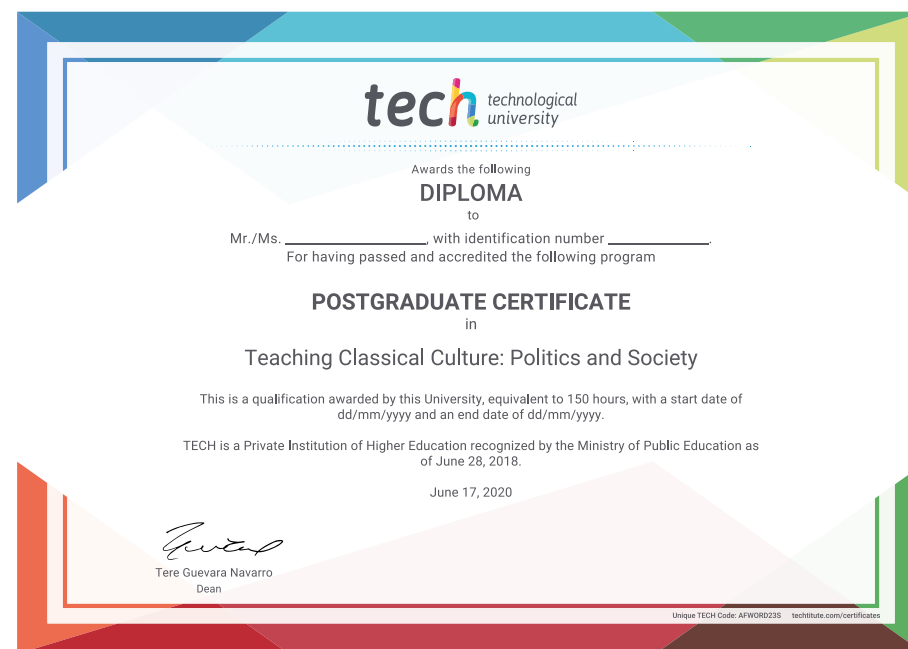 tech technological
university
Awards the following
DIPLOMA
to
Mr./Ms. ____________________, with identification number ______________.
For having passed and accredited the following program
POSTGRADUATE CERTIFICATE
in
Teaching Classical Culture: Politics and Society
This is a qualification awarded by this University, equivalent to 150 hours, with a start date of
dd/mm/yyyy and an end date of dd/mm/yyyy.
TECH is a Private Institution of Higher Education recognized by the Ministry of Public Education as
of June 28, 2018.
June 17, 2020
Tere Guevara Navarro
Dean
Unique TECH Code: AFWORD23S techtitute.com/certificates